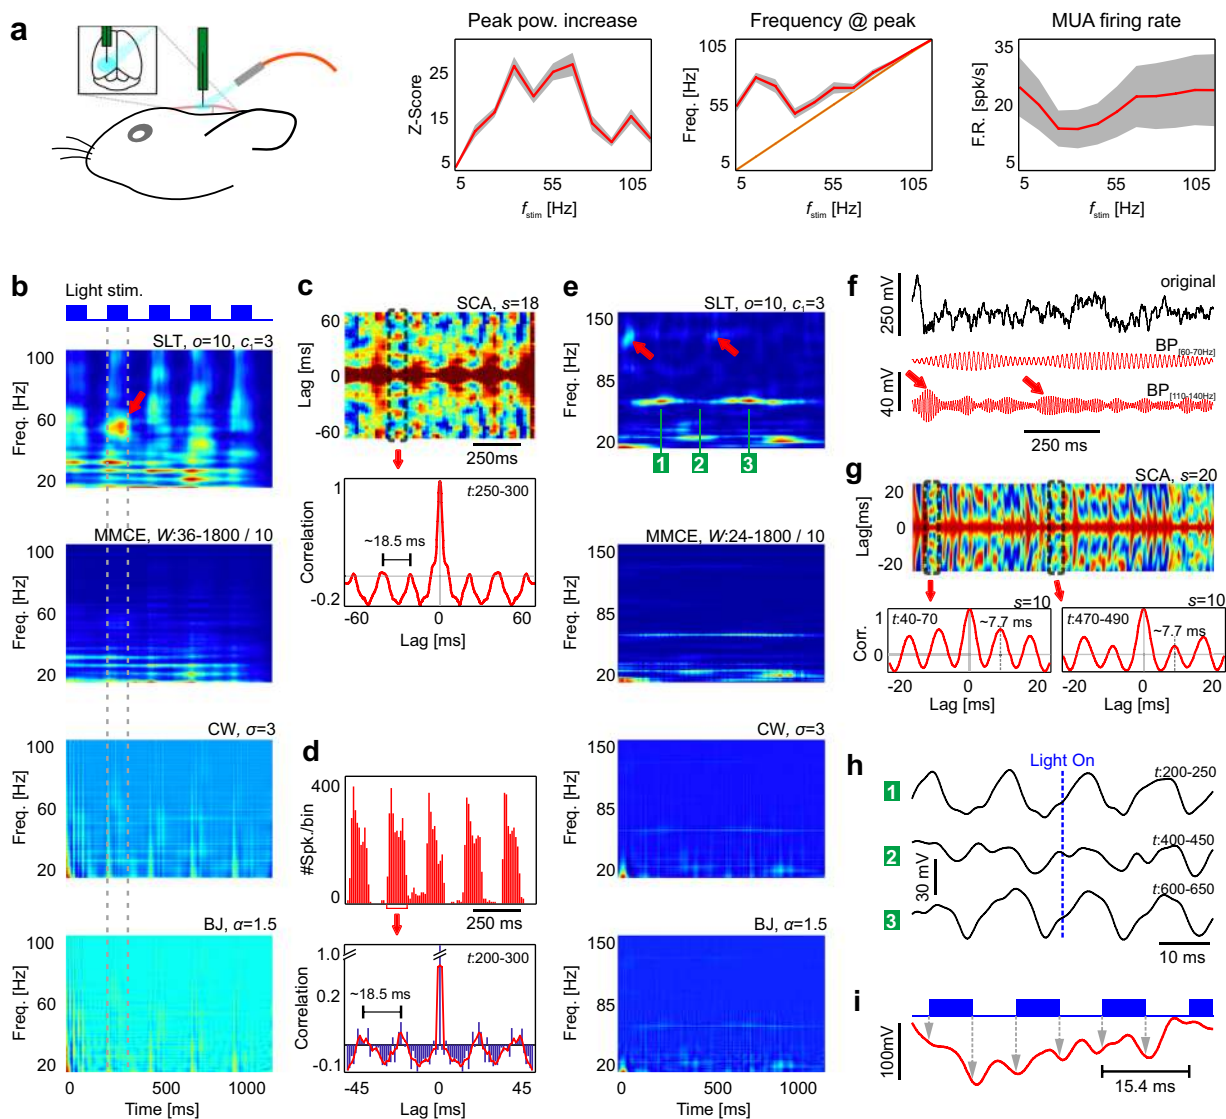 a
Peak pow. increase
Z-Score
25
15
5
5
55
105
f stim [Hz]
Frequency @ peak
Freq. [Hz]
105
55
5
5
55
105
f stim [Hz]
MUA firing rate
F.R. [spk/s]
35
20
5
5
55
105
f stim [Hz]
b
Light stim.
SLT, o=10, c1=3
Freq. [Hz]
100
60
20
MMCE, W:36-1800 / 10
Freq. [Hz]
100
60
20
CW, σ=3
Freq. [Hz]
100
60
20
BJ, α=1.5
Freq. [Hz]
100
60
20
0
500
1000
Time [ms]
c
SCA, s=18
Lag [ms]
60
0
-60
250ms
t:250-300
Correlation
1
-0.2
~18.5 ms
-60
0
60
Lag [ms]
d
#Spk./bin
400
0
250 ms
t:200-300
Correlation
1.0
0.2
-0.1
~18.5 ms
-45
0
45
Lag [ms]
e
SLT, o=10, c1=3
Freq. [Hz]
150
85
20
1
2
3
MMCE, W:24-1800 / 10
Freq. [Hz]
150
85
20
CW, σ=3
Freq. [Hz]
150
85
20
BJ, α=1.5
Freq. [Hz]
150
85
20
0
500
1000
Time [ms]
f
original
250 mV
BP [60-70Hz]
BP [110-140Hz]
40 mV
250 ms
g
SCA, s=20
Lag[ms]
20
0
-20
s=10
t:40-70
~7.7 ms
Corr.
1
0
-20
0
20
Lag [ms]
s=10
t:470-490
~7.7 ms
-20
0
20
Lag [ms]
h
Light On
1
t:200-250
2
t:400-450
30 mV
3
t:600-650
10 ms
i
100mV
15.4 ms